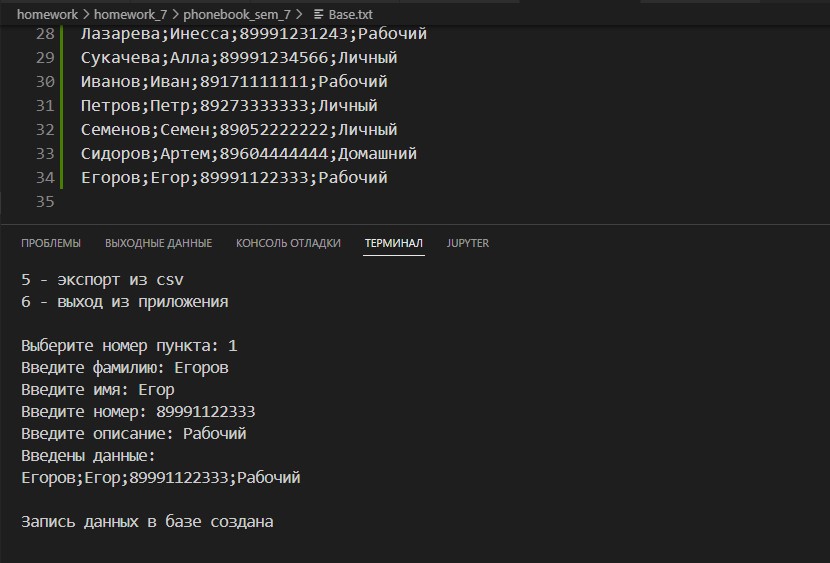 homework > homework_7 > phonebook_sem_7 > Base.txt
28 Лазарева;Инесса;89991231243;Рабочий
29 Сукачева;Алла;89991234566;Личный
30 Иванов;Иван;89171111111;Рабочий
31 Петров;Петр;89273333333;Личный
32 Семенов;Семен;89052222222;Личный
33 Сидоров;Артем;89604444444;Домашний
34 Егоров;Егор;89991122333;Рабочий
35
ПРОБЛЕМЫ ВЫХОДНЫЕ ДАННЫЕ КОНСОЛЬ ОТЛАДКИ ТЕРМИНАЛ JUPYTER
5 - экспорт из csv
6 - выход из приложения
Выберите номер пункта: 1
Введите фамилию: Егоров
Введите имя: Егор
Введите номер: 89991122333
Введите описание: Рабочий
Введены данные:
Егоров;Егор;89991122333;Рабочий
Запись данных в базе создана